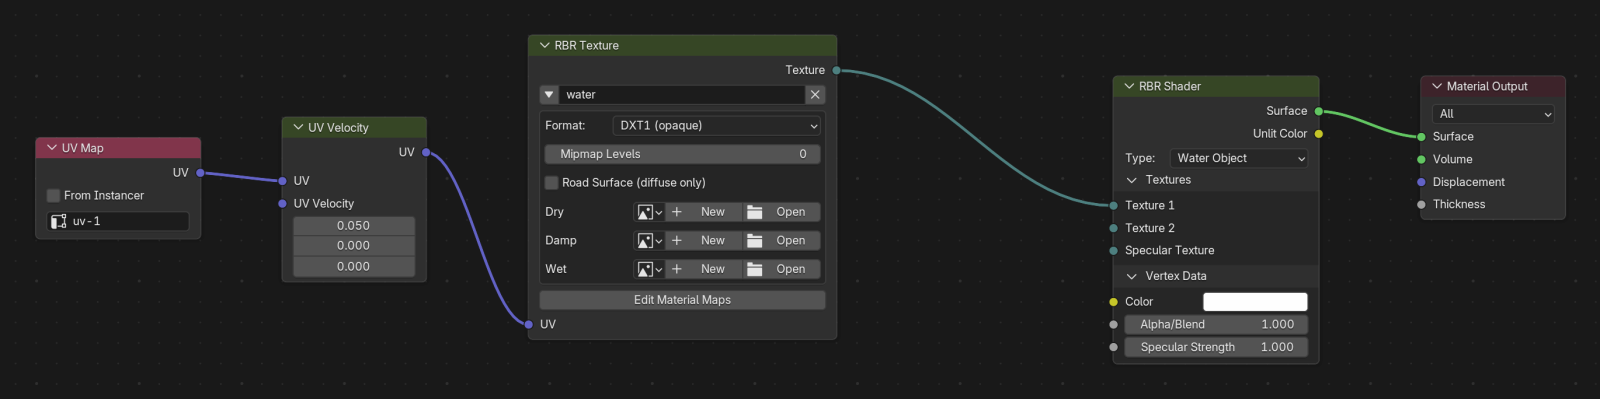 UV Map
UV
From Instancer
uv-1
UV Velocity
UV
UV
UV Velocity
0.050
0.000
0.000
RBR Texture
Texture
water
Format: DXT1 (opaque)
Mipmap Levels 0
Road Surface (diffuse only)
Dry New Open
Damp New Open
Wet New Open
Edit Material Maps
UV
RBR Shader
Surface
Unlit Color
Type: Water Object
Textures
Texture 1
Texture 2
Specular Texture
Vertex Data
Color
Alpha/Blend 1.000
Specular Strength 1.000
Material Output
All
Surface
Volume
Displacement
Thickness